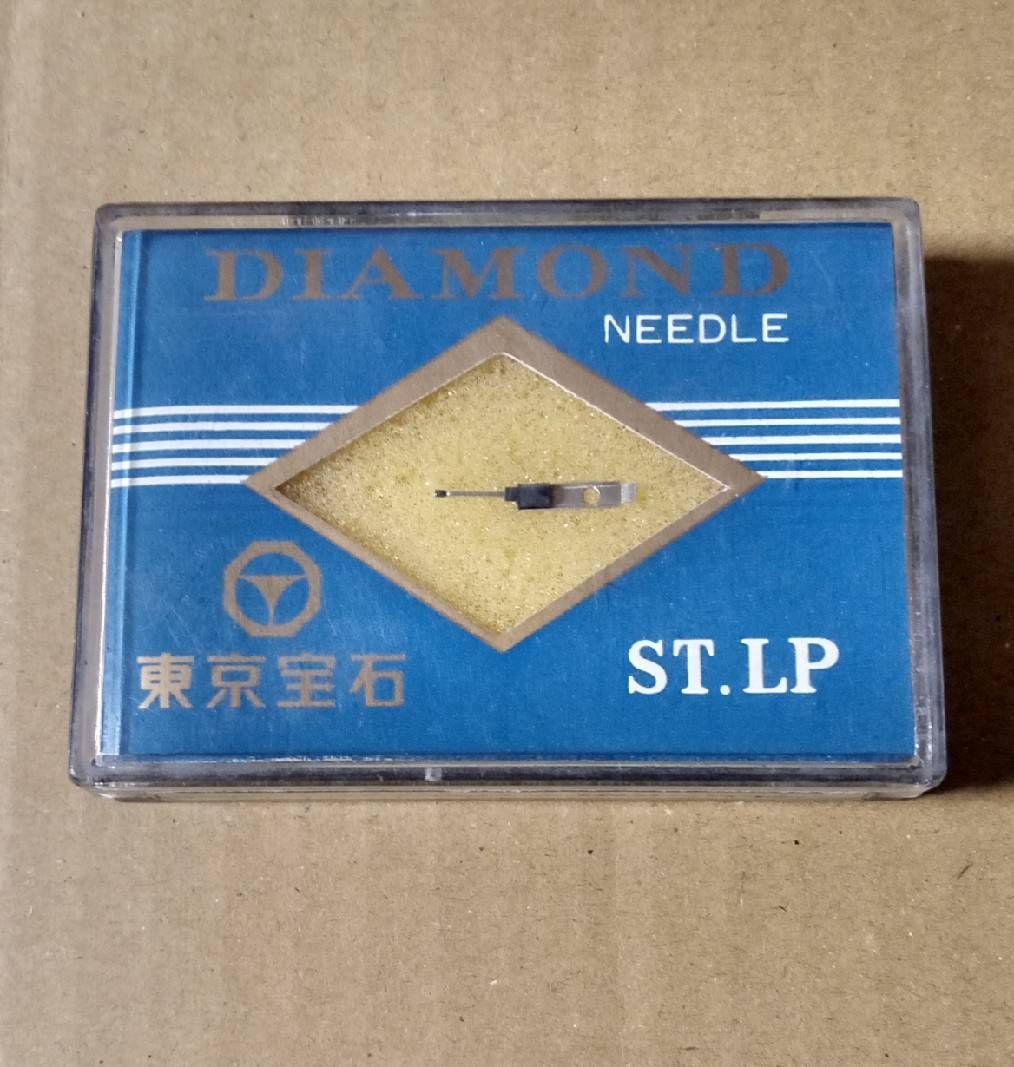 DIAMOND
NEEDLE
東京宝石
ST.LP